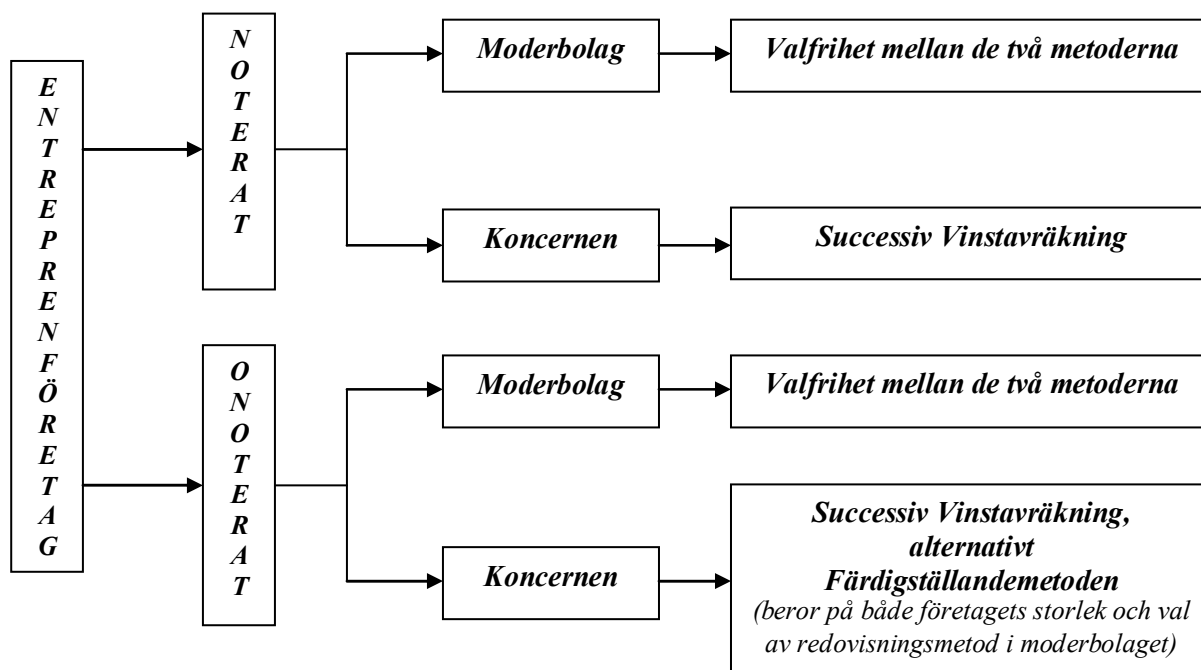 ENTREPRENFÖRETAG
NOTERAT
Moderbolag
Valfrihet mellan de två metoderna
Koncernen
Successiv Vinstavräkning
ONOTERAT
Moderbolag
Valfrihet mellan de två metoderna
Koncernen
Successiv Vinstavräkning,
alternativt
Färdigställandemetoden
(beror på både företagets storlek och val
av redovisningsmetod i moderbolaget)